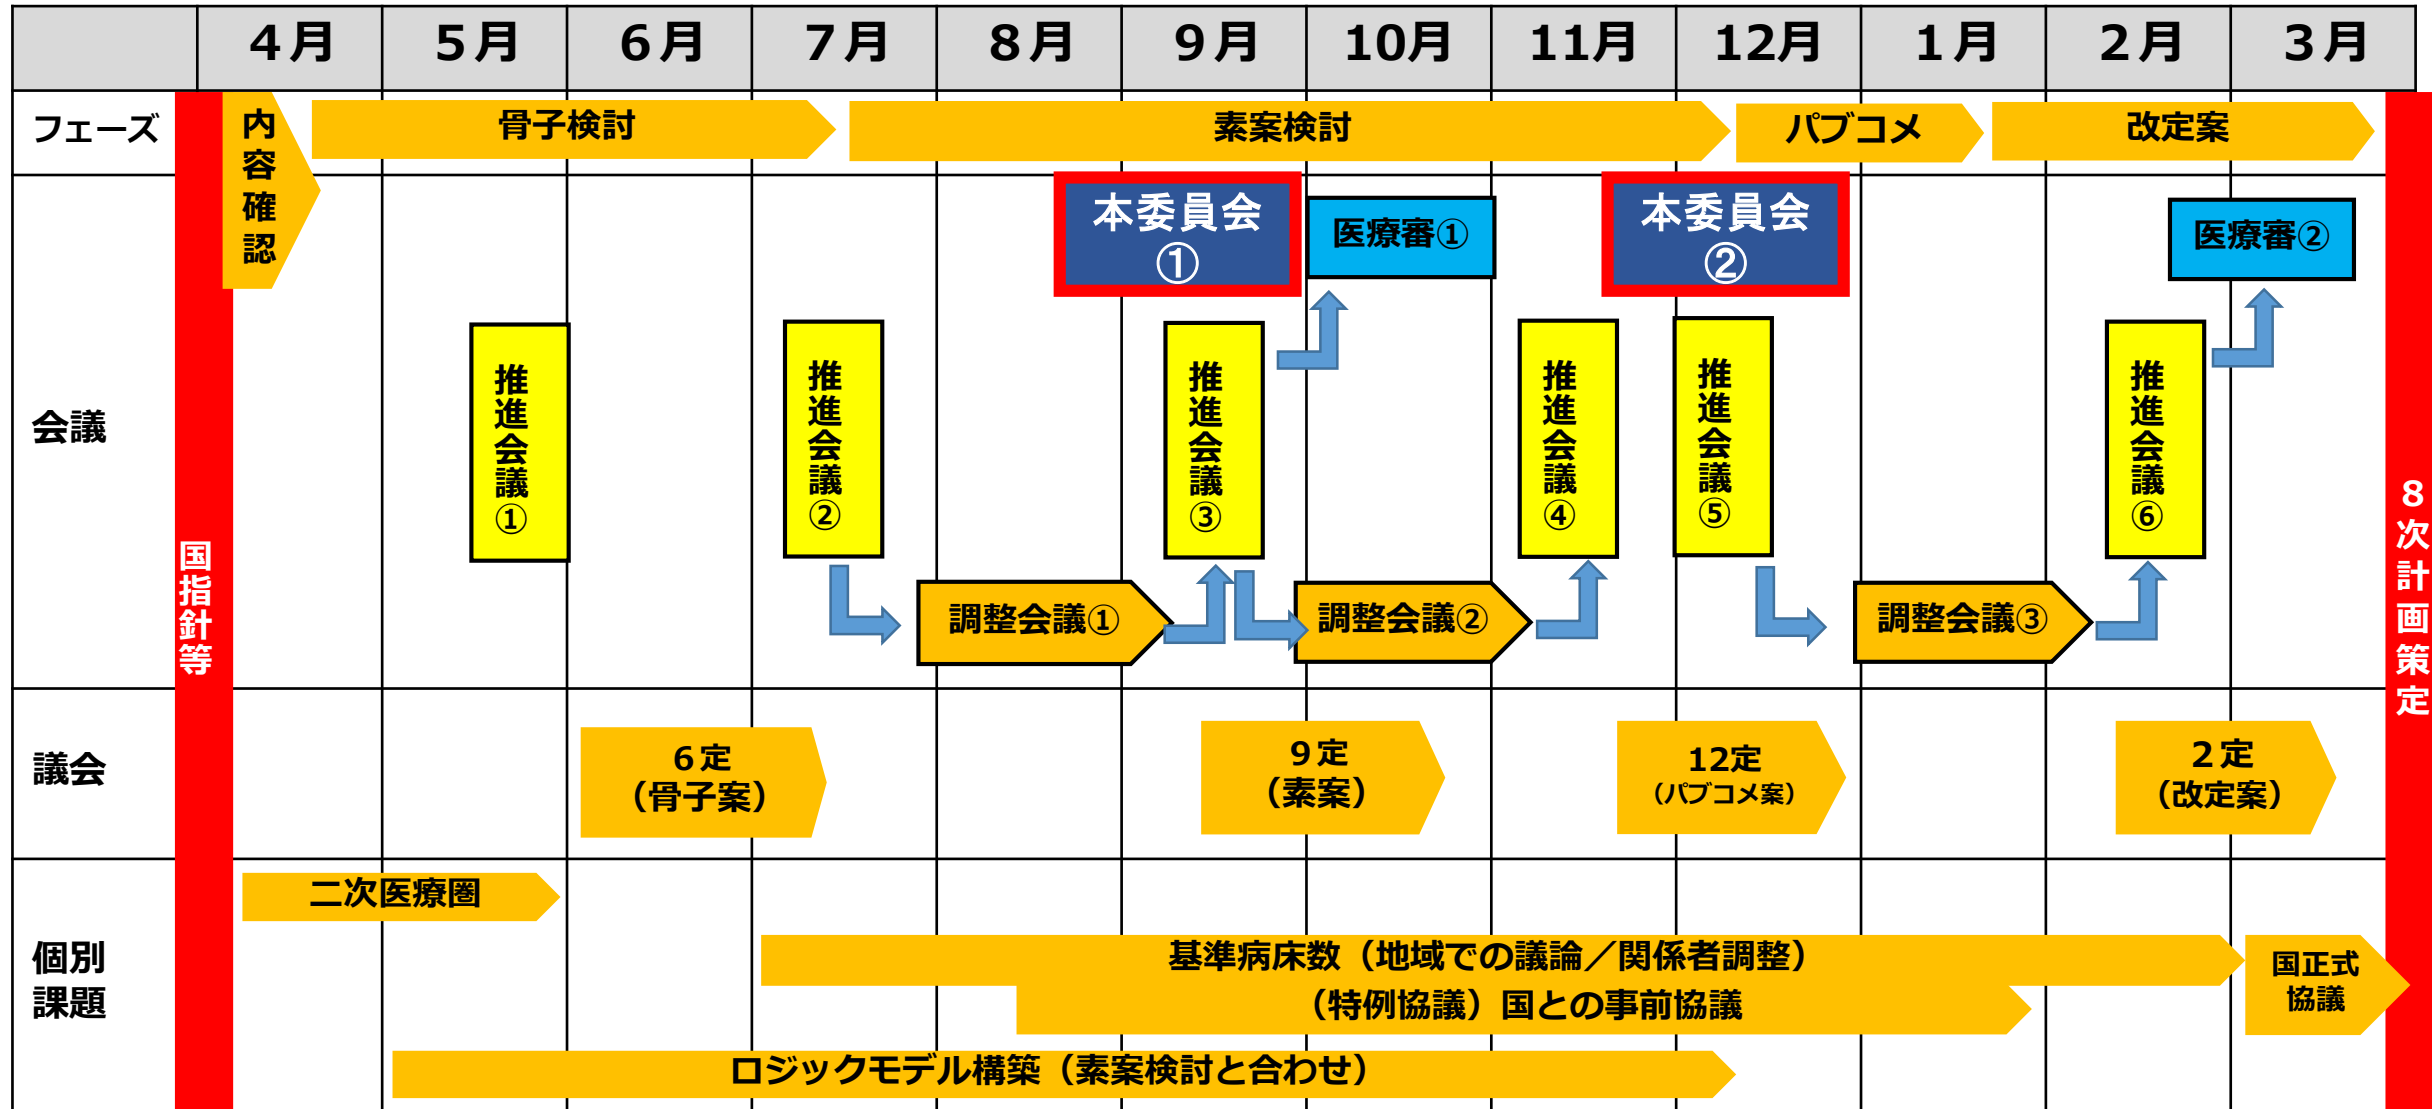 4月 5月 6月 7月 8月 9月 10月 11月 12月 1月 2月 3月
フェーズ
内容確認
骨子検討
素案検討
パブコメ
改定案
国指針等
8次計画策定
会議
本委員会
①
医療審①
本委員会
②
医療審②
推進会議①
推進会議②
推進会議③
推進会議④
推進会議⑤
推進会議⑥
調整会議①
調整会議②
調整会議③
議会
6定
（骨子案）
9定
（素案）
12定
（パブコメ案）
2定
（改定案）
個別
課題
二次医療圏
基準病床数（地域での議論／関係者調整）
（特例協議）国との事前協議
国正式
協議
ロジックモデル構築（素案検討と合わせ）